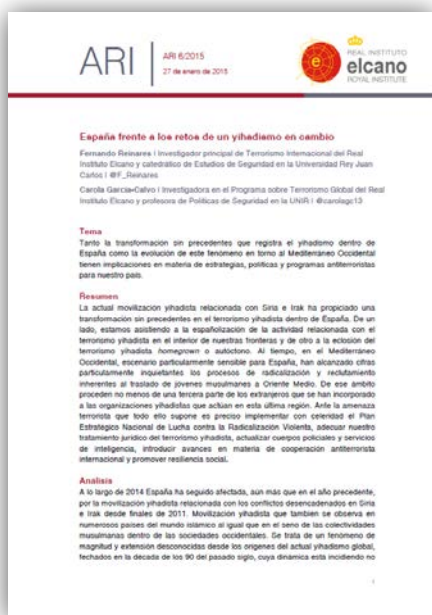 ARI
ARI 6/2015
27 de enero de 2015
REAL INSTITUTO
elcano
ROYAL INSTITUTE
España frente a los retos de un yihadismo en cambio
Fernando Reinares | Investigador principal de Terrorismo Internacional del Real
Instituto Elcano y catedrático de Estudios de Seguridad en la Universidad Rey Juan
Carlos | @F_Reinares
Carola García-Calvo | Investigadora en el Programa sobre Terrorismo Global del Real
Instituto Elcano y profesora de Políticas de Seguridad en la UNIR | @carolagc13
Tema
Tanto la transformación sin precedentes que registra el yihadismo dentro de
España como la evolución de este fenómeno en torno al Mediterráneo Occidental
tienen implicaciones en materia de estrategias, políticas y programas antiterroristas
para nuestro país.
Resumen
La actual movilización yihadista relacionada con Siria e Irak ha propiciado una
transformación sin precedentes en el terrorismo yihadista dentro de España. De un
lado, estamos asistiendo a la españolización de la actividad relacionada con el
terrorismo yihadista en el interior de nuestras fronteras y de otro a la eclosión del
terrorismo yihadista homegrown o autóctono. Al tiempo, en el Mediterráneo
Occidental, escenario particularmente sensible para España, han alcanzado cifras
particularmente inquietantes los procesos de radicalización y reclutamiento
inherentes al traslado de jóvenes musulmanes a Oriente Medio. De ese ámbito
proceden no menos de una tercera parte de los extranjeros que se han incorporado
a las organizaciones yihadistas que actúan en esta última región. Ante la amenaza
terrorista que todo ello supone es preciso implementar con celeridad el Plan
Estratégico Nacional de Lucha contra la Radicalización Violenta, adecuar nuestro
tratamiento jurídico del terrorismo yihadista, actualizar cuerpos policiales y servicios
de inteligencia, introducir avances en materia de cooperación antiterrorista
internacional y promover resiliencia social.
Análisis
A lo largo de 2014 España ha seguido afectada, aún más que en el año precedente,
por la movilización yihadista relacionada con los conflictos desencadenados en Siria
e Irak desde finales de 2011. Movilización yihadista que también se observa en
numerosos países del mundo islámico al igual que en el seno de las colectividades
musulmanas dentro de las sociedades occidentales. Se trata de un fenómeno de
magnitud y extensión desconocidas desde los orígenes del actual yihadismo global,
fechados en la década de los 90 del pasado siglo, cuya dinámica está incidiendo no